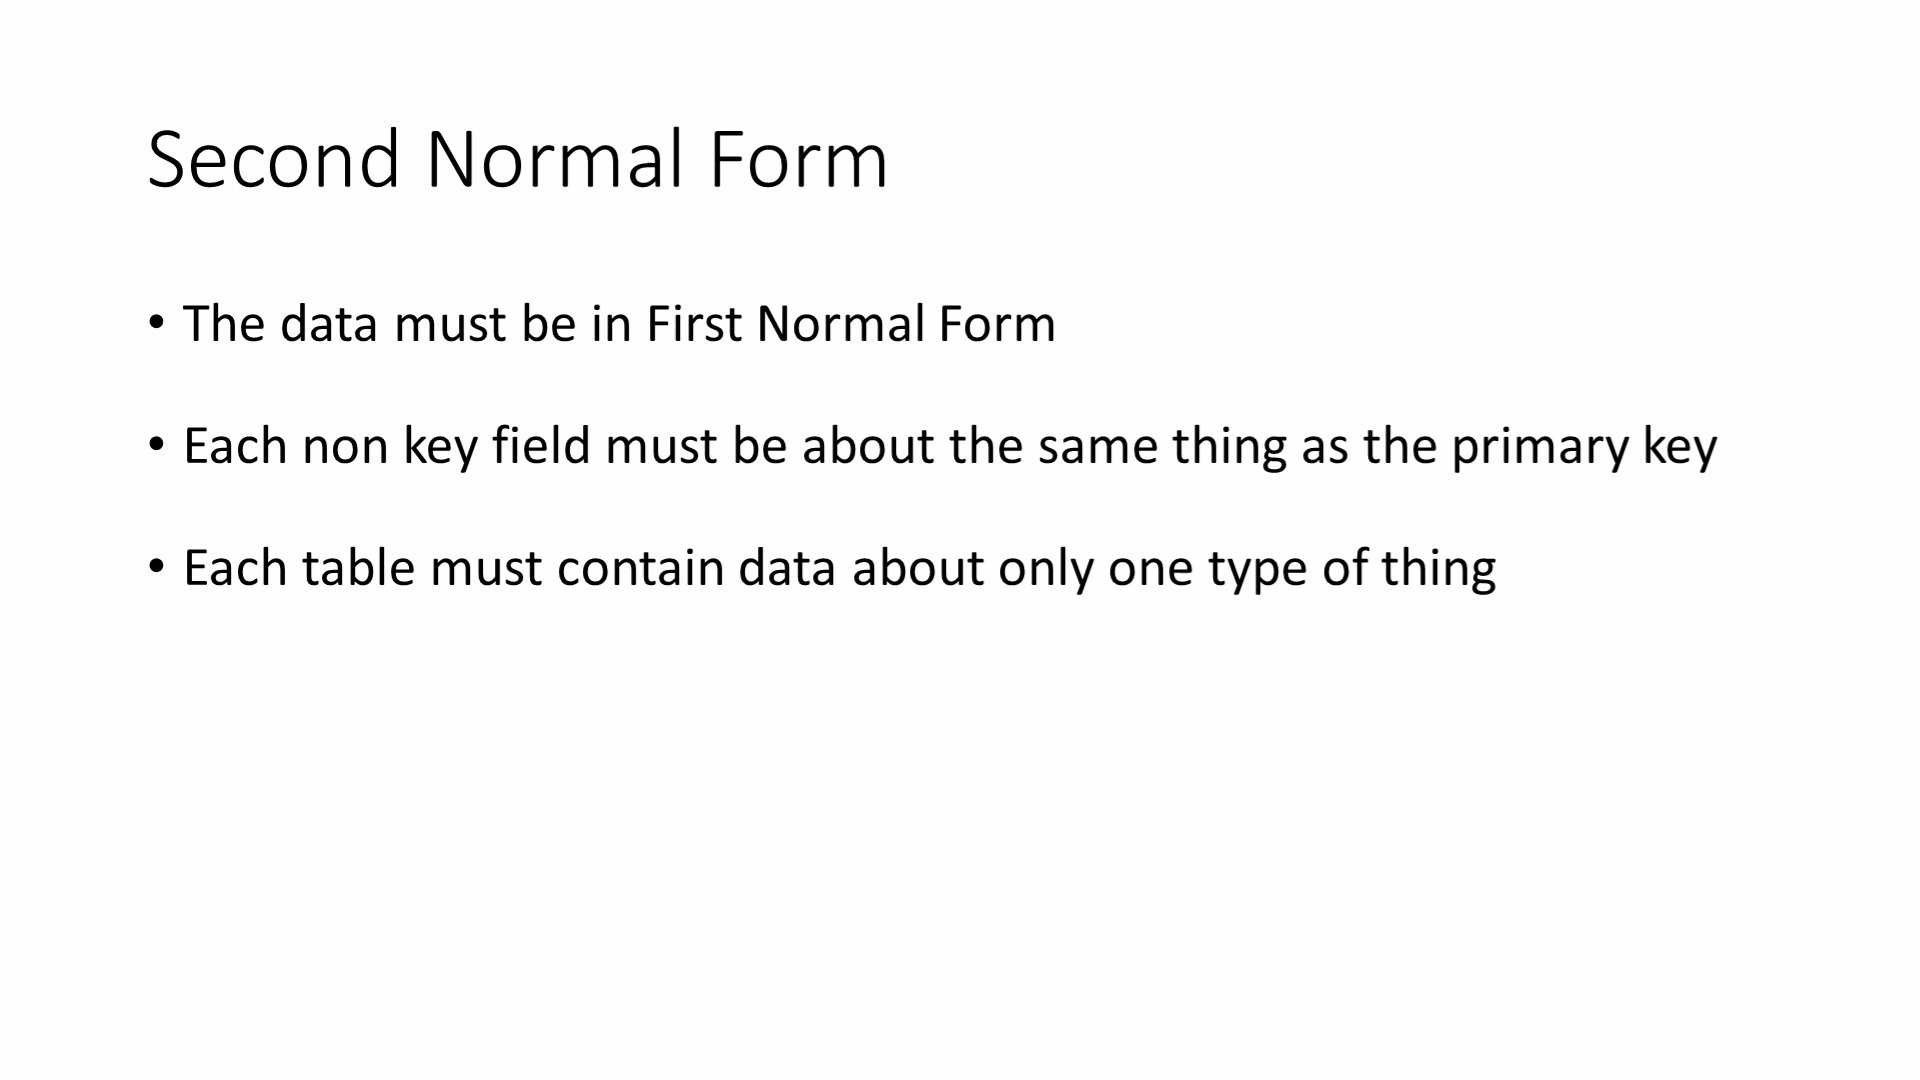 Second Normal Form
• The data must be in First Normal Form
• Each non key field must be about the same thing as the primary key
• Each table must contain data about only one type of thing